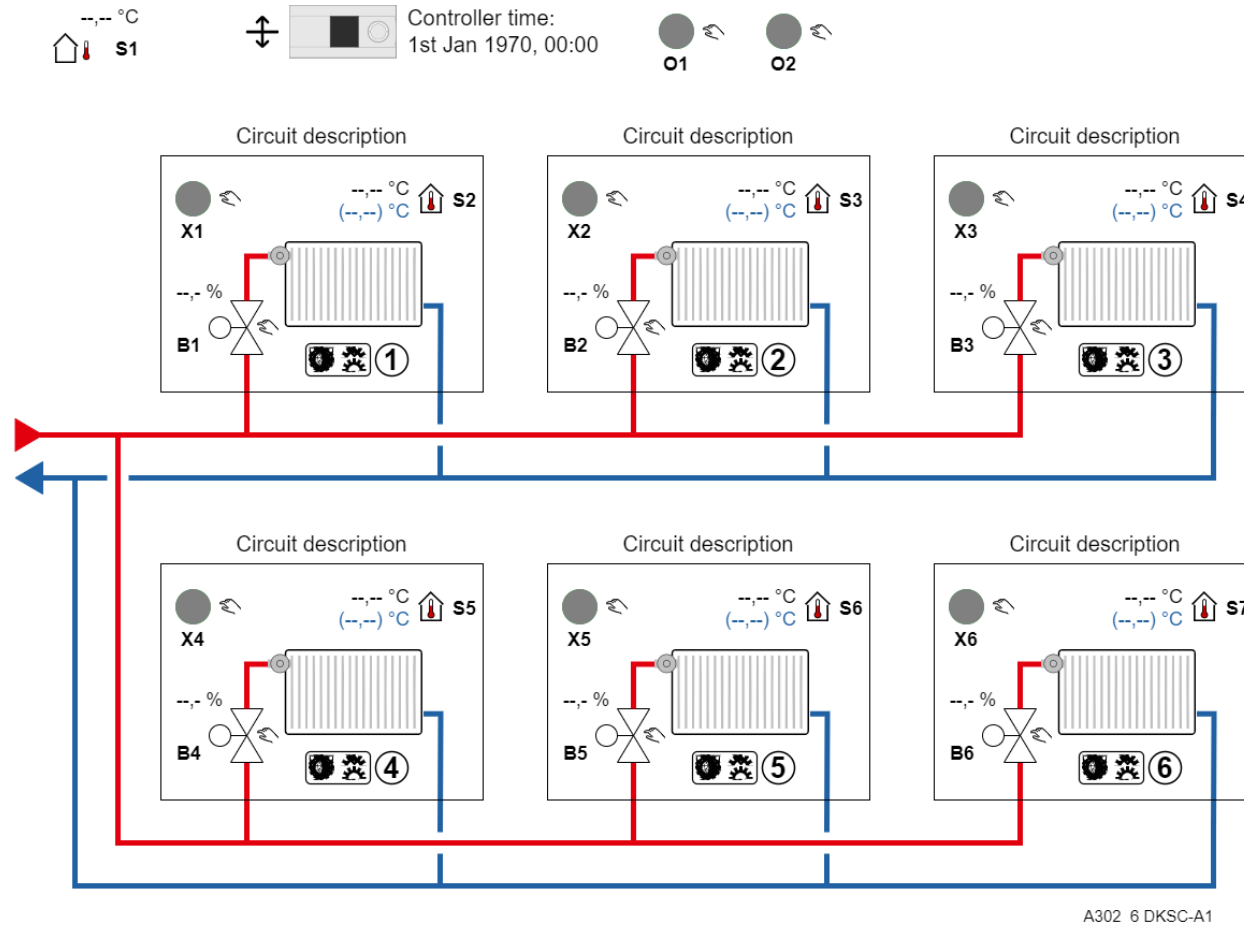 --,-- °C
S1
Controller time:
1st Jan 1970, 00:00
O1
O2
Circuit description
Circuit description
Circuit description
--,-- °C
(--,--) °C
S2
X1
--,- %
B1
1
--,-- °C
(--,--) °C
S3
X2
--,- %
B2
2
--,-- °C
(--,--) °C
S4
X3
--,- %
B3
3
Circuit description
Circuit description
Circuit description
--,-- °C
(--,--) °C
S5
X4
--,- %
B4
4
--,-- °C
(--,--) °C
S6
X5
--,- %
B5
5
--,-- °C
(--,--) °C
S7
X6
--,- %
B6
6
A302 6 DKSC-A1